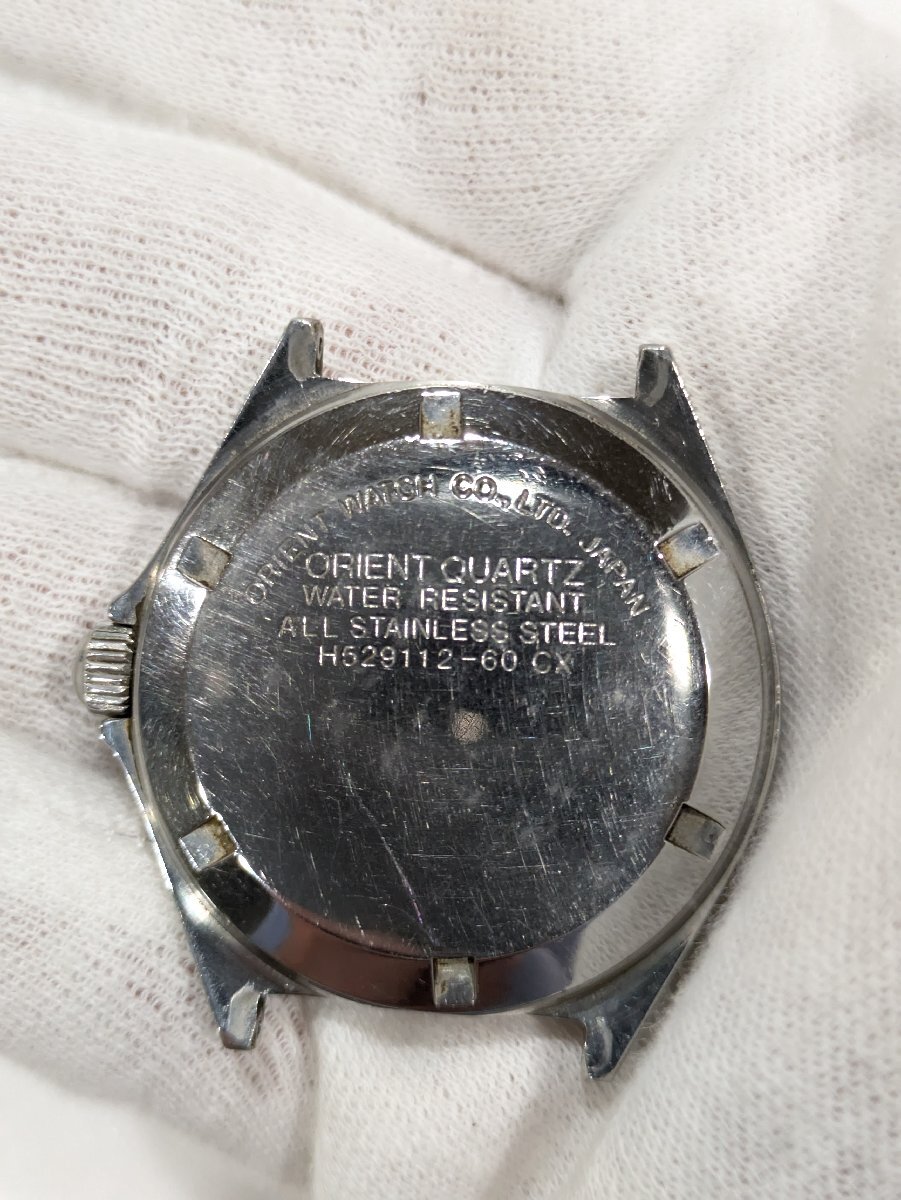 ORIENT WATCH CO., LTD. JAPAN
ORIENT QUARTZ
WATER RESISTANT
ALL STAINLESS STEEL
H529112-60 CX